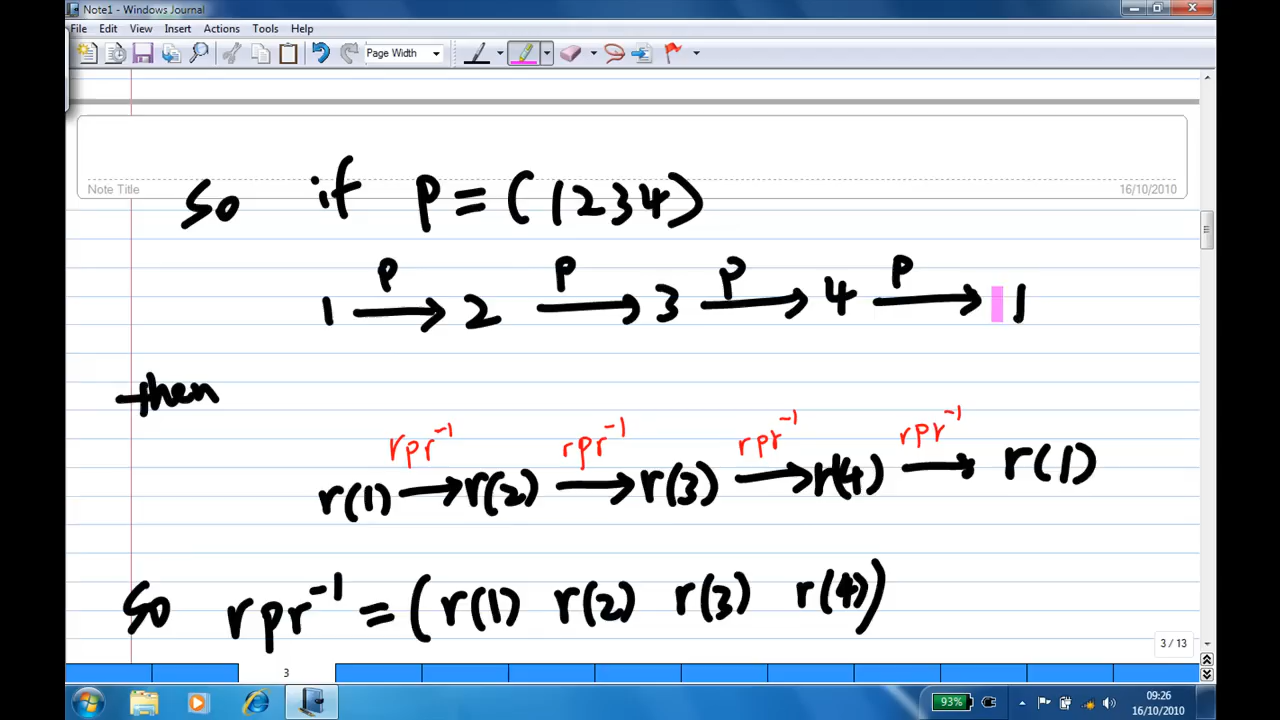 Note1 - Windows Journal
File Edit View Insert Actions Tools Help
Page Width
So if p = (1234)
Note Title 16/10/2010
p p p p
1 → 2 → 3 → 4 → 1
then
rpr⁻¹ rpr⁻¹ rpr⁻¹ rpr⁻¹
r(1) → r(2) → r(3) → r(4) → r(1)
So rpr⁻¹ = (r(1) r(2) r(3) r(4))
3 / 13
3
93% 09:26
16/10/2010